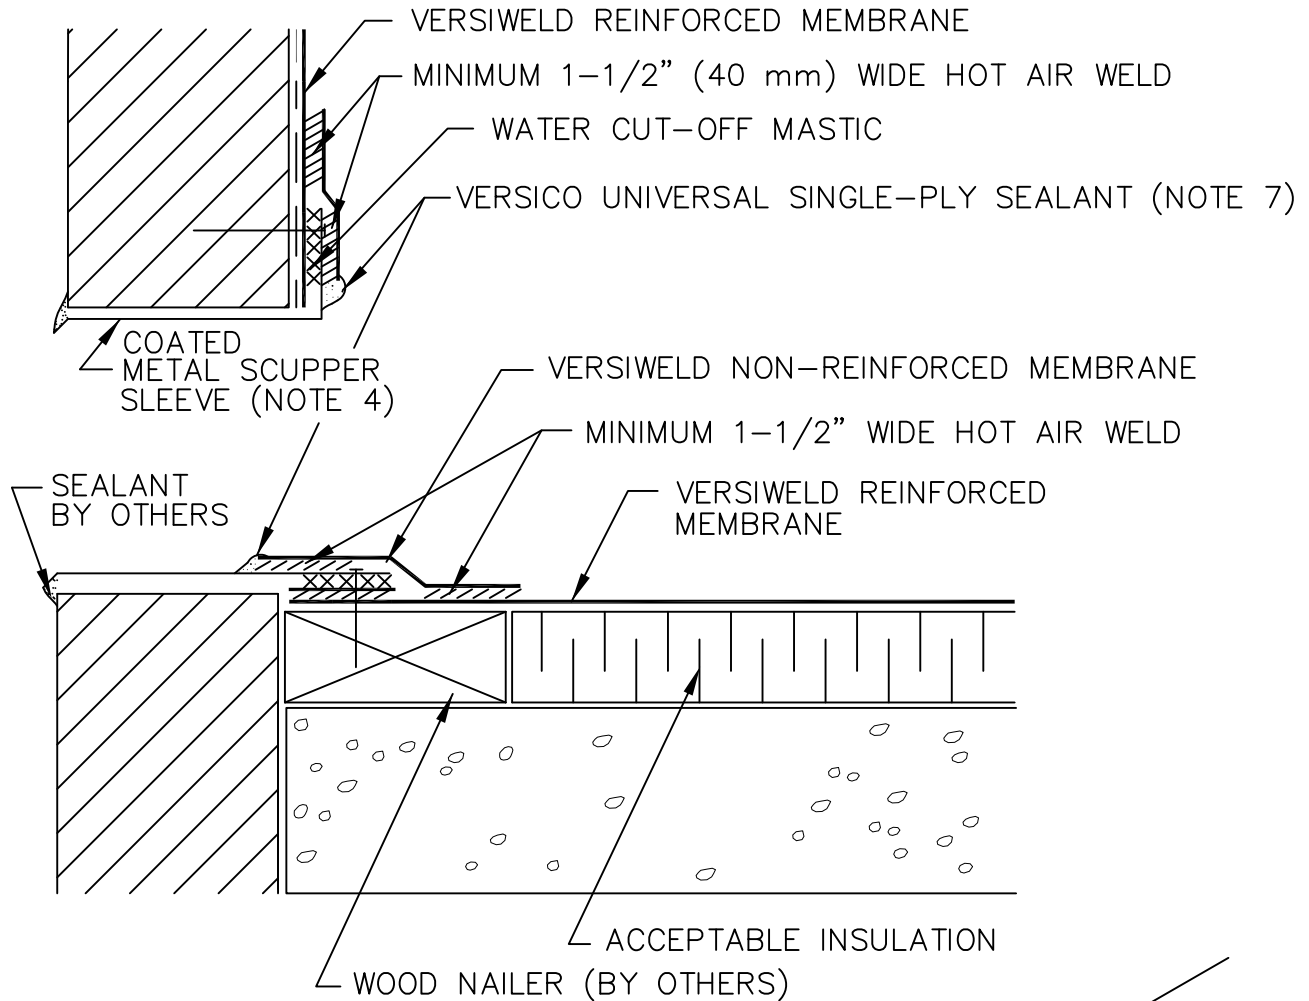 VERSIWELD REINFORCED MEMBRANE
MINIMUM 1-1/2” (40 mm) WIDE HOT AIR WELD
WATER CUT-OFF MASTIC
VERSICO UNIVERSAL SINGLE-PLY SEALANT (NOTE 7)
COATED
METAL SCUPPER
SLEEVE (NOTE 4)
VERSIWELD NON-REINFORCED MEMBRANE
MINIMUM 1-1/2” WIDE HOT AIR WELD
SEALANT
BY OTHERS
VERSIWELD REINFORCED
MEMBRANE
ACCEPTABLE INSULATION
WOOD NAILER (BY OTHERS)